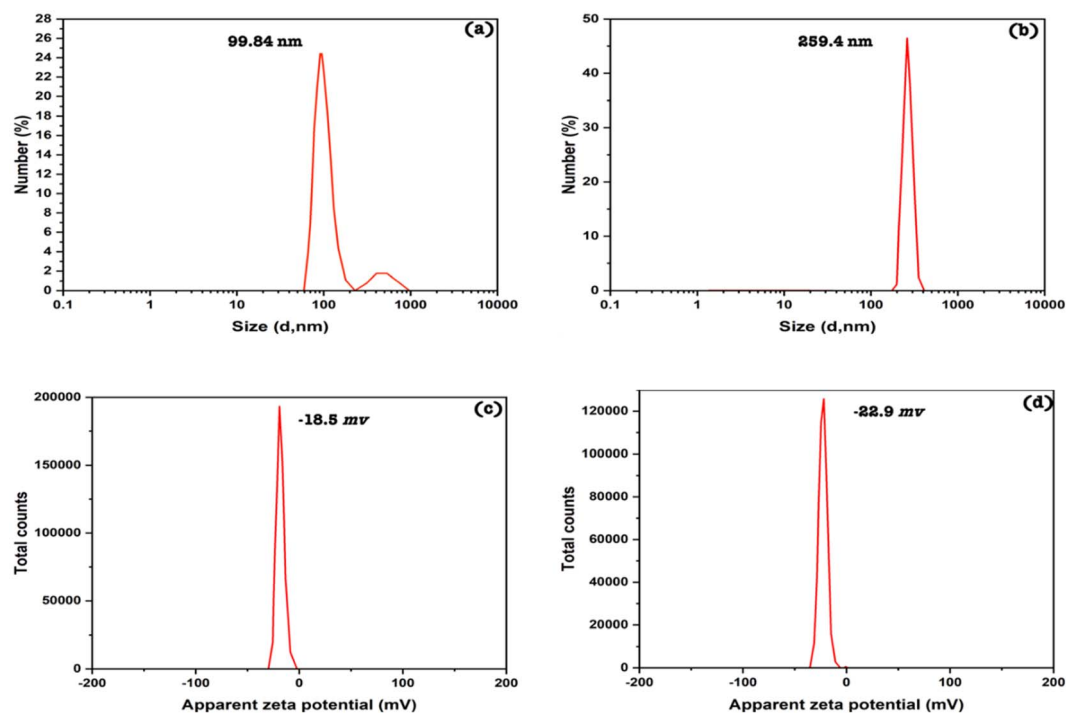 (a)
99.84 nm
28
26
24
22
20
18
16
14
12
10
8
6
4
2
0
Number (%)
0.1 1 10 100 1000 10000
Size (d,nm)
(b)
259.4 nm
50
40
30
20
10
0
Number (%)
0.1 1 10 100 1000 10000
Size (d,nm)
(c)
-18.5 mv
200000
150000
100000
50000
0
Total counts
-200 -100 0 100 200
Apparent zeta potential (mV)
(d)
-22.9 mv
120000
100000
80000
60000
40000
20000
0
Total counts
-200 -100 0 100 200
Apparent zeta potential (mV)